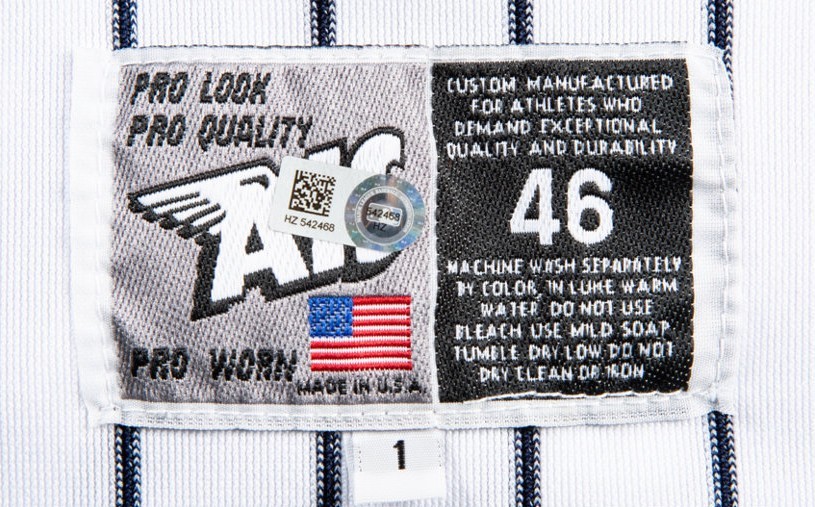 PRO LOOK
PRO QUALITY
AIS
HZ 542468
542468
HZ
PRO WORN
MADE IN U.S.A
CUSTOM MANUFACTURED
FOR ATHLETES WHO
DEMAND EXCEPTIONAL
QUALITY AND DURABILITY
46
MACHINE WASH SEPARATELY
BY COLOR, IN LUKE WARM
WATER DO NOT USE
BLEACH USE MILD SOAP
TUMBLE DRY LOW DO NOT
DRY CLEAN OR IRON
1